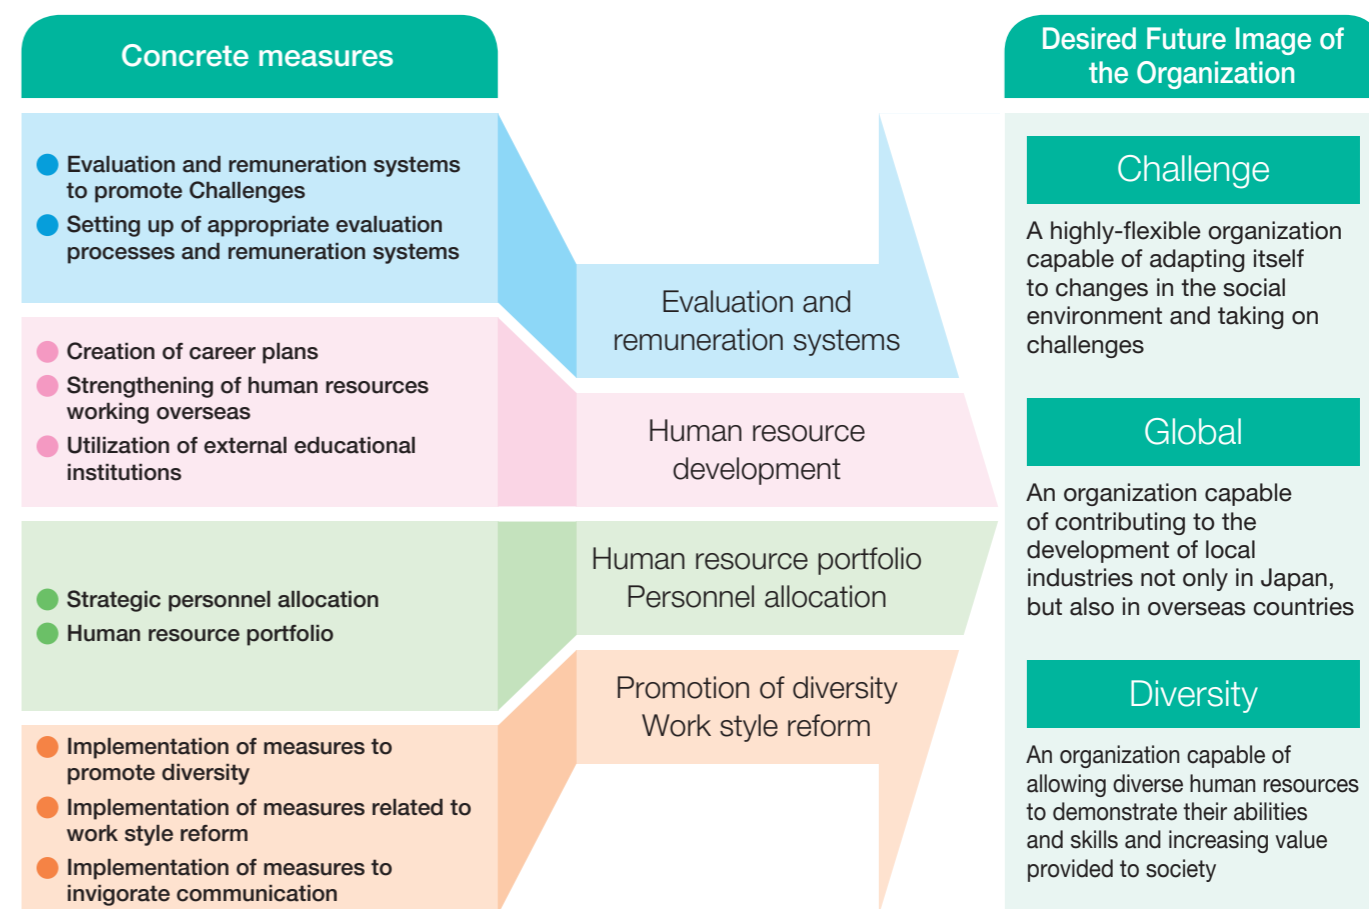 Concrete measures
Evaluation and remuneration systems
to promote Challenges
Setting up of appropriate evaluation
processes and remuneration systems
Creation of career plans
Strengthening of human resources
working overseas
Utilization of external educational
institutions
Strategic personnel allocation
Human resource portfolio
Implementation of measures to
promote diversity
Implementation of measures related to
work style reform
Implementation of measures to
invigorate communication
Evaluation and
remuneration systems
Human resource
development
Human resource portfolio
Personnel allocation
Promotion of diversity
Work style reform
Desired Future Image of
the Organization
Challenge
A highly-flexible organization
capable of adapting itself
to changes in the social
environment and taking on
challenges
Global
An organization capable
of contributing to the
development of local
industries not only in Japan,
but also in overseas countries
Diversity
An organization capable of
allowing diverse human resources
to demonstrate their abilities
and skills and increasing value
provided to society